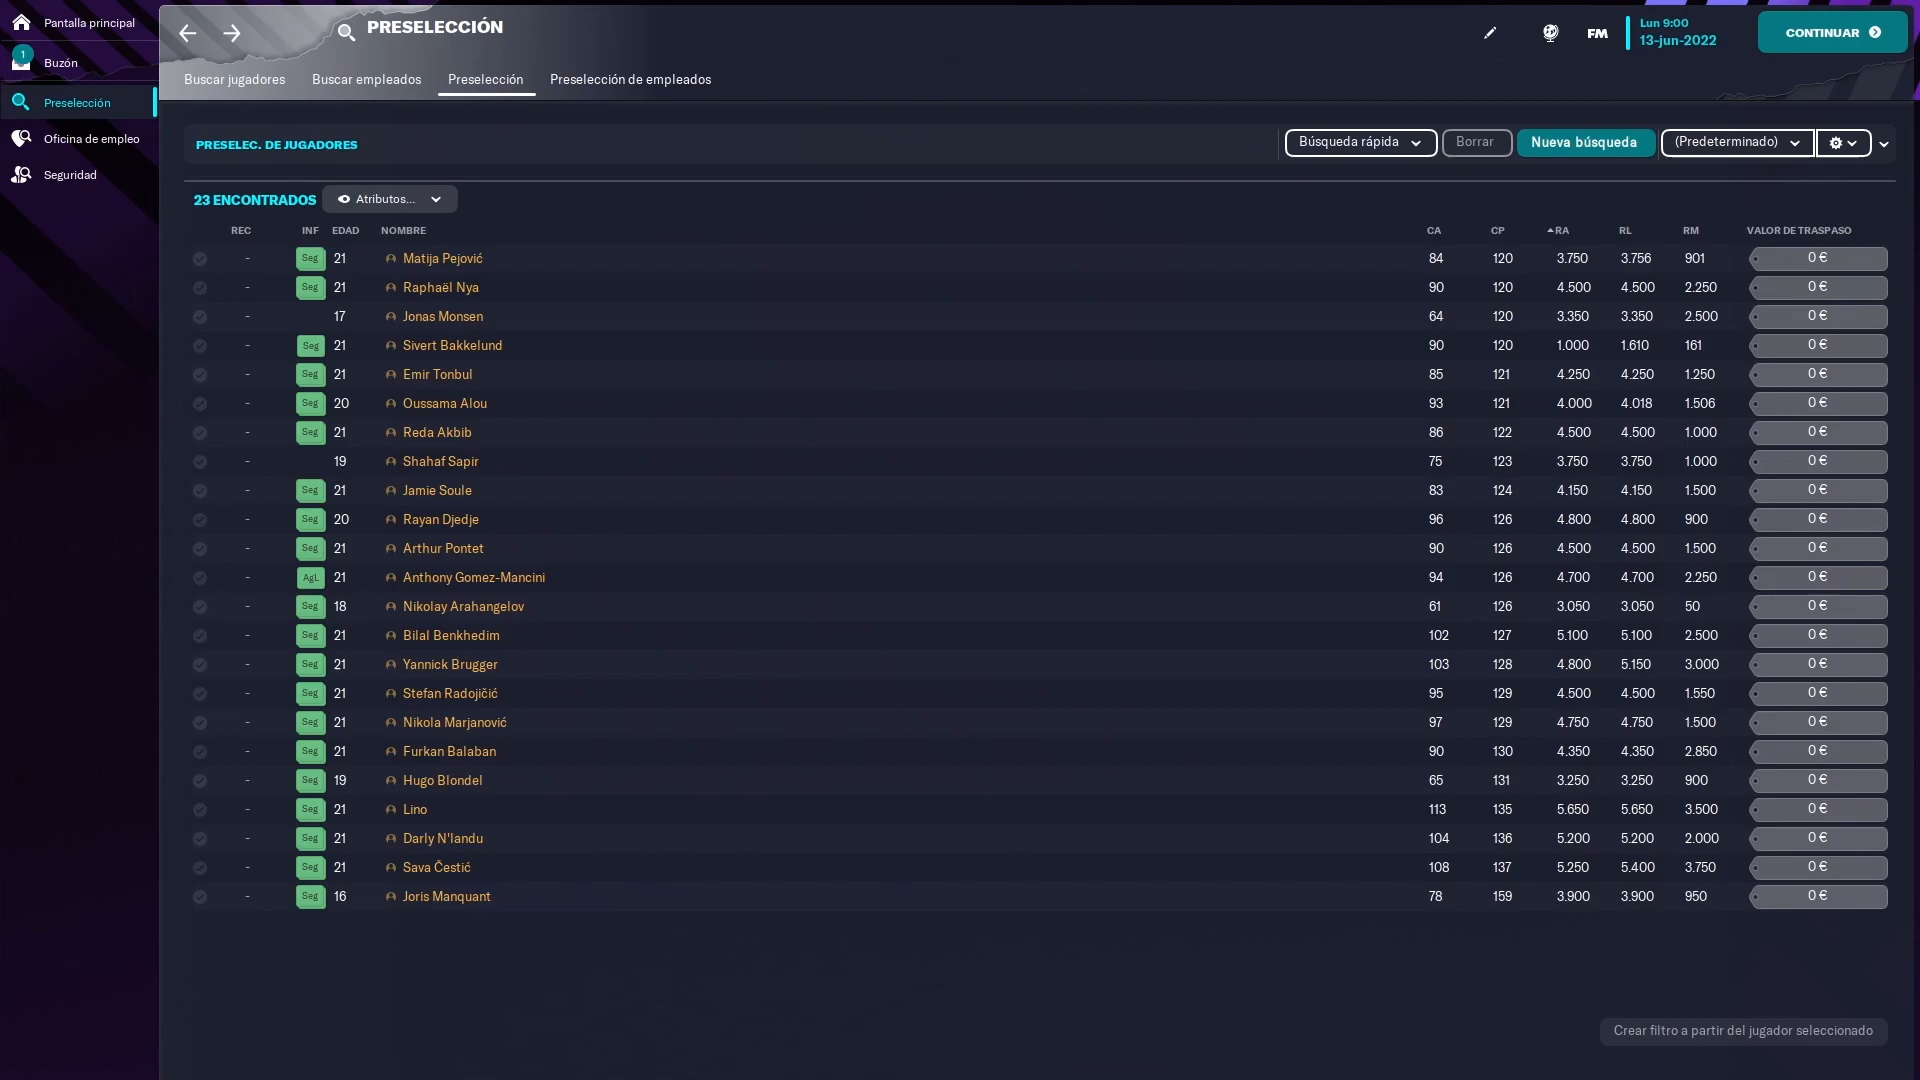 Pantalla principal
1
Buzón
Preselección
Oficina de empleo
Seguridad
PRESELECCIÓN
FM
Lun 9:00
13-jun-2022
CONTINUAR
Buscar jugadores Buscar empleados Preselección Preselección de empleados
PRESELEC. DE JUGADORES
Búsqueda rápida Borrar Nueva búsqueda (Predeterminado)
23 ENCONTRADOS Atributos...
REC INF EDAD NOMBRE CA CP RA RL RM VALOR DE TRASPASO
- Seg 21 Matija Pejović 84 120 3.750 3.756 901 0 €
- Seg 21 Raphaël Nya 90 120 4.500 4.500 2.250 0 €
- 17 Jonas Monsen 64 120 3.350 3.350 2.500 0 €
- Seg 21 Sivert Bakkelund 90 120 1.000 1.610 161 0 €
- Seg 21 Emir Tonbul 85 121 4.250 4.250 1.250 0 €
- Seg 20 Oussama Alou 93 121 4.000 4.018 1.506 0 €
- Seg 21 Reda Akbib 86 122 4.500 4.500 1.000 0 €
- 19 Shahaf Sapir 75 123 3.750 3.750 1.000 0 €
- Seg 21 Jamie Soule 83 124 4.150 4.150 1.500 0 €
- Seg 20 Rayan Djedje 96 126 4.800 4.800 900 0 €
- Seg 21 Arthur Pontet 90 126 4.500 4.500 1.500 0 €
- AgL 21 Anthony Gomez-Mancini 94 126 4.700 4.700 2.250 0 €
- Seg 18 Nikolay Arahangelov 61 126 3.050 3.050 50 0 €
- Seg 21 Bilal Benkhedim 102 127 5.100 5.100 2.500 0 €
- Seg 21 Yannick Brugger 103 128 4.800 5.150 3.000 0 €
- Seg 21 Stefan Radojičić 95 129 4.500 4.500 1.550 0 €
- Seg 21 Nikola Marjanović 97 129 4.750 4.750 1.500 0 €
- Seg 21 Furkan Balaban 90 130 4.350 4.350 2.850 0 €
- Seg 19 Hugo Blondel 65 131 3.250 3.250 900 0 €
- Seg 21 Lino 113 135 5.650 5.650 3.500 0 €
- Seg 21 Darly N'landu 104 136 5.200 5.200 2.000 0 €
- Seg 21 Sava Čestić 108 137 5.250 5.400 3.750 0 €
- Seg 16 Joris Manquant 78 159 3.900 3.900 950 0 €
Crear filtro a partir del jugador seleccionado